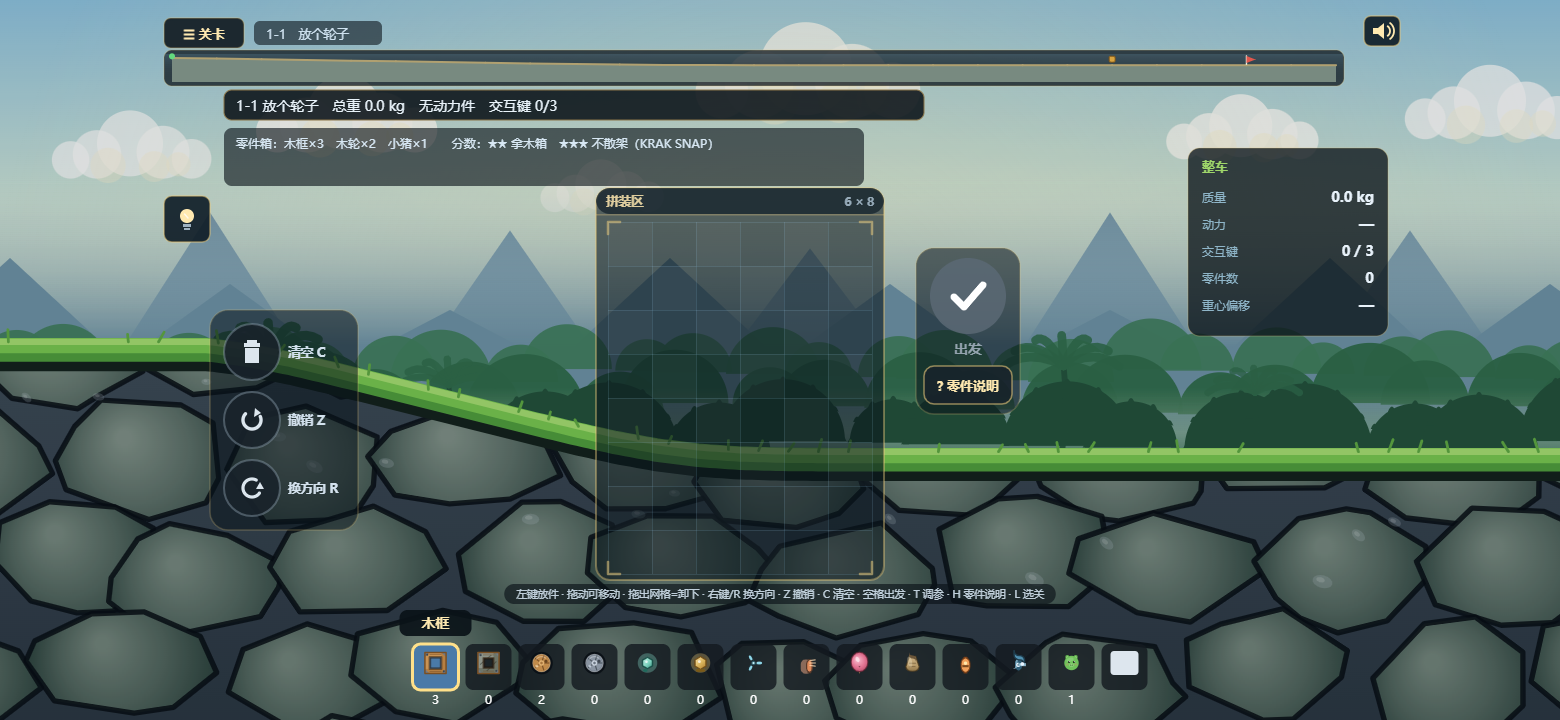 ☰ 关卡
1-1 放个轮子
1-1 放个轮子 总重 0.0 kg 无动力件 交互键 0/3
零件箱：木框×3 木轮×2 小猪×1 分数：★★ 拿木箱 ★★★ 不散架（KRAK SNAP）
整车
质量 0.0 kg
动力 —
交互键 0 / 3
零件数 0
重心偏移 —
拼装区 6 × 8
清空 C
撤销 Z
换方向 R
出发
? 零件说明
左键放件 · 拖动可移动 · 拖出网格=卸下 · 右键/R 换方向 · Z 撤销 · C 清空 · 空格出发 · T 调参 · H 零件说明 · L 选关
木框
3 0 2 0 0 0 0 0 0 0 0 0 1